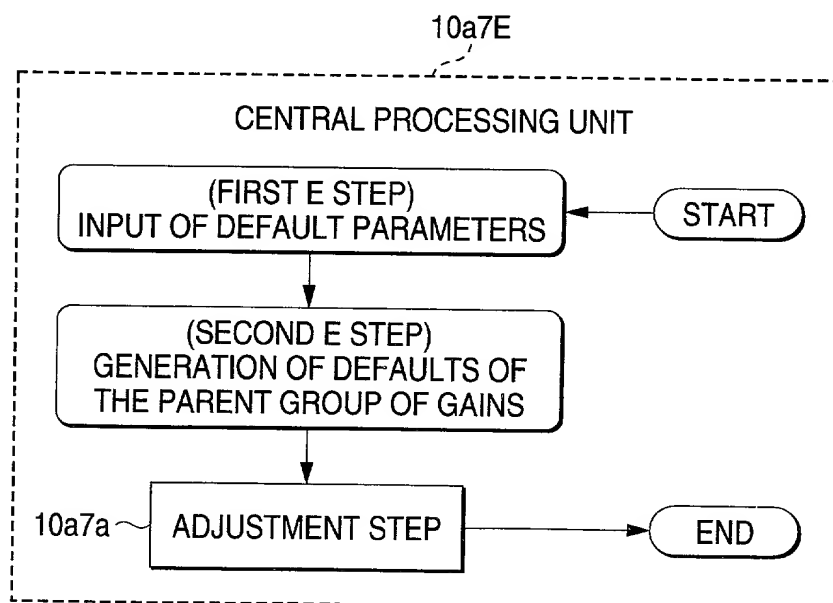 10a7E
CENTRAL PROCESSING UNIT
(FIRST E STEP)
INPUT OF DEFAULT PARAMETERS
START
(SECOND E STEP)
GENERATION OF DEFAULTS OF
THE PARENT GROUP OF GAINS
10a7a
ADJUSTMENT STEP
END